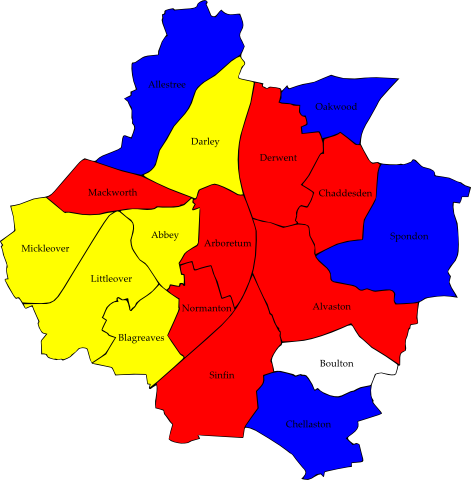 Allestree
Oakwood
Darley
Derwent
Mackworth
Chaddesden
Abbey
Spondon
Arboretum
Mickleover
Littleover
Normanton
Alvaston
Blagreaves
Boulton
Sinfin
Chellaston